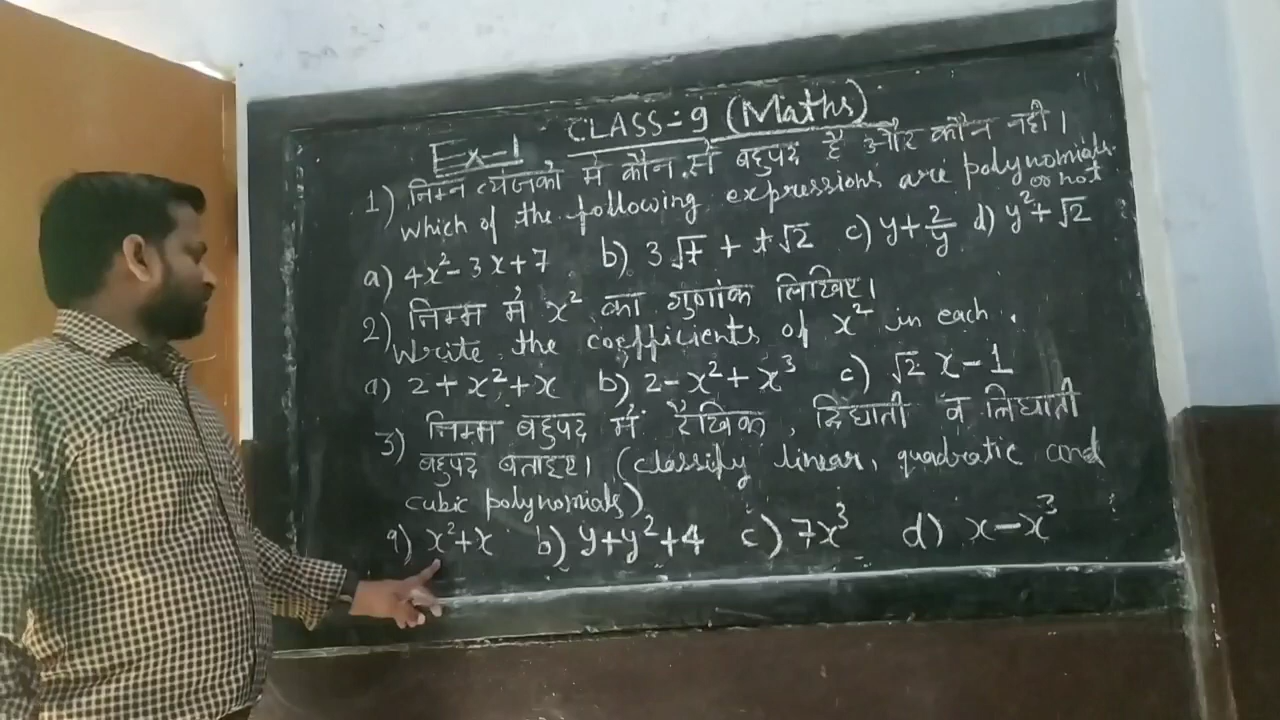 CLASS-9 (Maths)
Ex-1
1) निम्न व्यंजको में कौन से बहुपद है और कौन नही।
which of the following expressions are polynomials or not
a) 4x²-3x+7 b) 3√t + t√2 c) y+2/y d) y²+√2
2) निम्म में x² का गुणांक लिखिए।
Write the coefficients of x² in each.
a) 2+x²+x b) 2-x²+x³ c) √2 x-1
3) निम्म बहुपद में रैखिक, द्विघाती व त्रिघाती
बहुपद बताइए। (classify linear, quadratic and
cubic polynomials)
a) x²+x b) y+y²+4 c) 7x³ d) x-x³